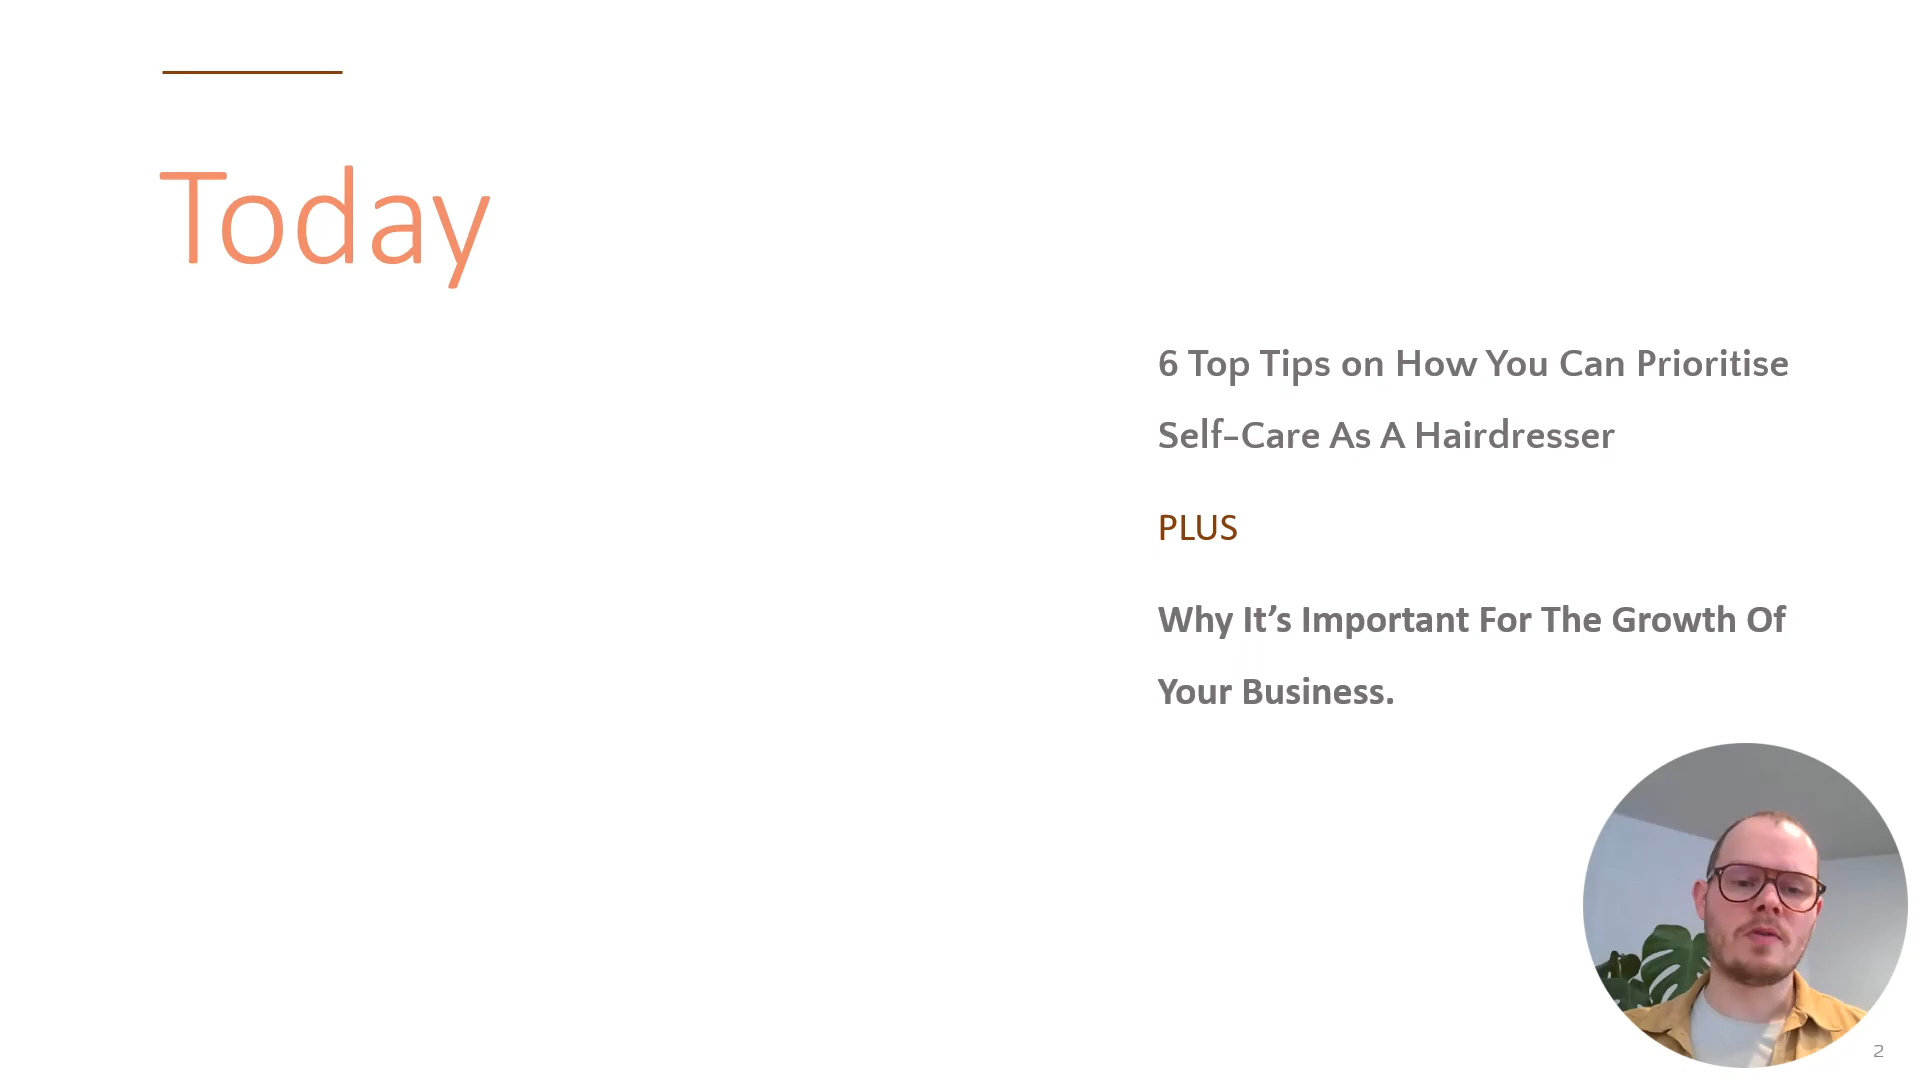 Today
6 Top Tips on How You Can Prioritise
Self-Care As A Hairdresser
PLUS
Why It’s Important For The Growth Of
Your Business.
2